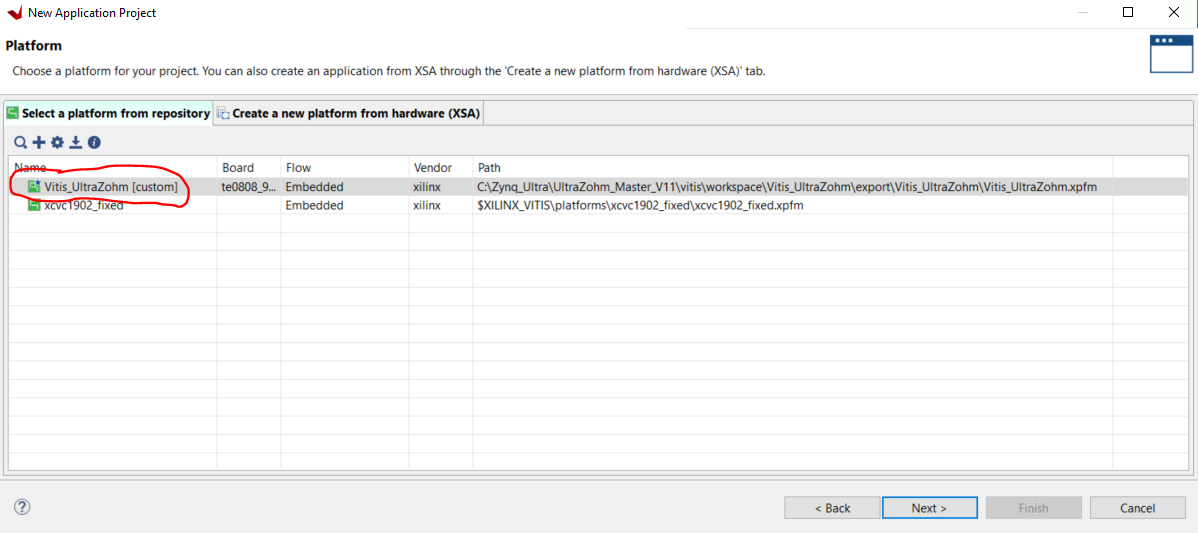 New Application Project
Platform
Choose a platform for your project. You can also create an application from XSA through the 'Create a new platform from hardware (XSA)' tab.
Select a platform from repository Create a new platform from hardware (XSA)
Name Board Flow Vendor Path
Vitis_UltraZohm [custom] te0808_9... Embedded xilinx C:\Zynq_Ultra\UltraZohm_Master_V11\vitis\workspace\Vitis_UltraZohm\export\Vitis_UltraZohm\Vitis_UltraZohm.xpfm
xcvc1902_fixed Embedded xilinx $XILINX_VITIS\platforms\xcvc1902_fixed\xcvc1902_fixed.xpfm
< Back Next > Finish Cancel